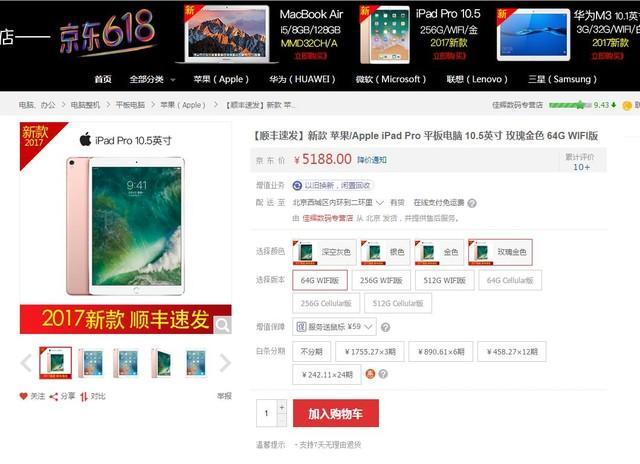 店——
京东618
新
MacBook Air
i5/8GB/128GB
MMD32CH/A
立即购买》
新
iPad Pro 10.5
256G/WIFI/金
2017新款
立即购买》
新
华为M3 10.1英寸
3G/32G/WIFI/白
2017新款
立即购买》
首页
全部分类
苹果（Apple）
华为（HUAWEI）
微软（Microsoft）
联想（Lenovo）
三星（Samsung）
电脑、办公 > 电脑整机 > 平板电脑 > 苹果（Apple） > 【顺丰速发】新款 苹...
佳辉数码专营店
9.43
联系
新款
2017
iPad Pro 10.5英寸
2017新款 顺丰速发
关注
分享
对比
举报
【顺丰速发】新款 苹果/Apple iPad Pro 平板电脑 10.5英寸 玫瑰金色 64G WIFI版
京 东 价
￥5188.00
降价通知
累计评价
10+
增值业务
以旧换新，闲置回收
配 送 至
北京西城区内环到二环里
有货
在线支付免运费
由 佳辉数码专营店 从 北京 发货，并提供售后服务。
选择颜色
深空灰色
银色
金色
玫瑰金色
选择版本
64G WIFI版
256G WIFI版
512G WIFI版
64G Cellular版
256G Cellular版
512G Cellular版
增值保障
保
服务送鼠标 ¥59
白条分期
不分期
￥1755.27×3期
￥890.61×6期
￥458.27×12期
￥242.11×24期
1
+
-
加入购物车
温馨提示
·支持7天无理由退货